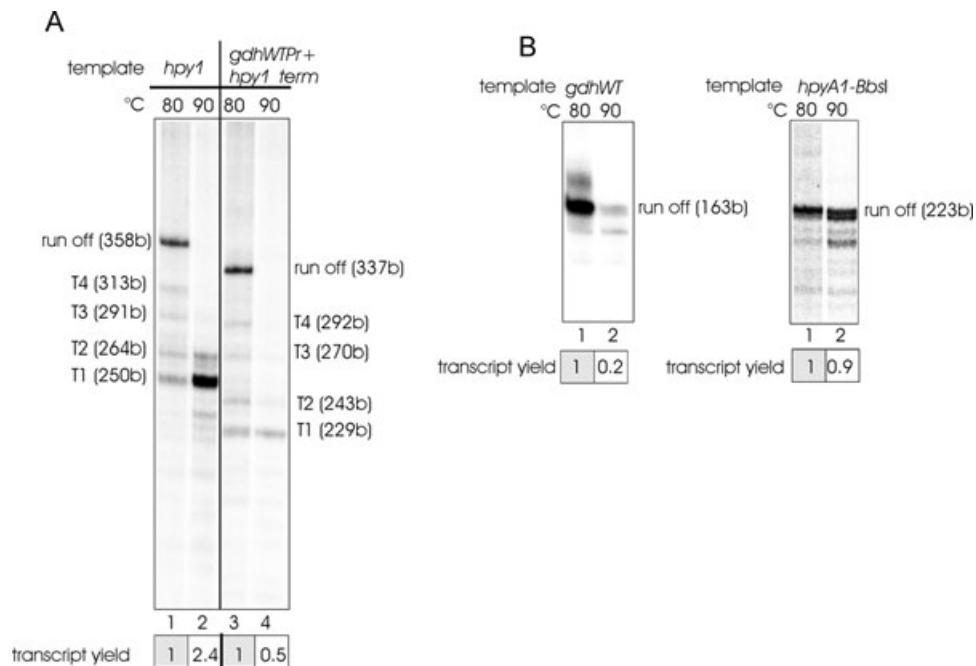 A
template hpy1 gdhWTPr+
hpy1 term
°C 80 90 80 90
run off (358b)
T4 (313b)
T3 (291b)
T2 (264b)
T1 (250b)
run off (337b)
T4 (292b)
T3 (270b)
T2 (243b)
T1 (229b)
1 2 3 4
transcript yield 1 2.4 1 0.5
B
template gdhWT
°C 80 90
run off (163b)
1 2
transcript yield 1 0.2
template hpyA1-BbsI
°C 80 90
run off (223b)
1 2
transcript yield 1 0.9